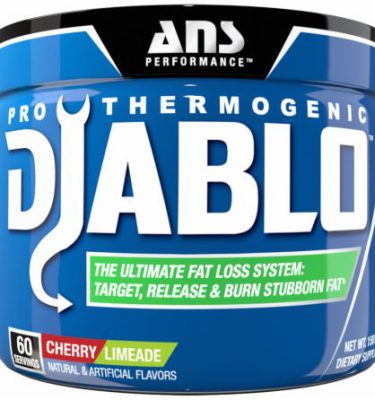 ANS
PERFORMANCE™
PRO THERMOGENIC
DIABLO™
THE ULTIMATE FAT LOSS SYSTEM:
TARGET, RELEASE & BURN STUBBORN FAT
60
SERVINGS
CHERRY LIMEADE
NATURAL & ARTIFICIAL FLAVORS
NET WT.
DIETARY